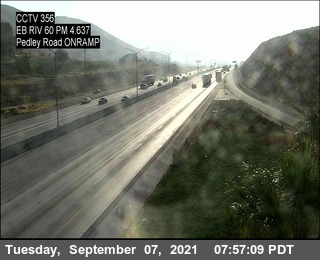 CCTV 356
EB RIV 60 PM 4.637
Pedley Road ONRAMP
Tuesday, September 07, 2021 07:57:09 PDT